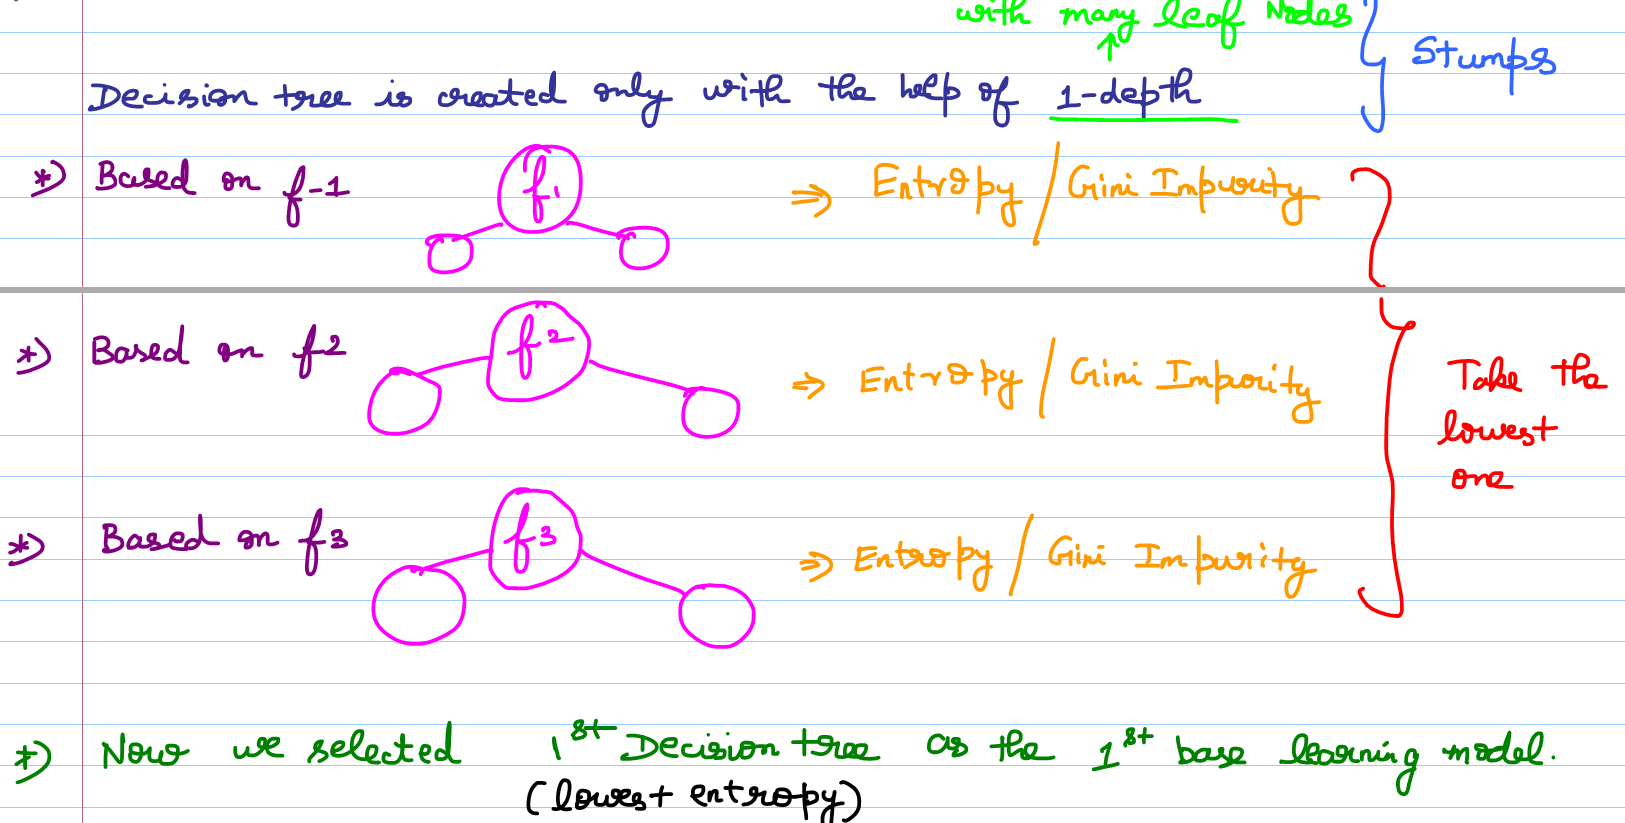 with many leaf Nodes
Stumps
Decision tree is created only with the help of 1-depth
*) Based on f-1
f1
⇒ Entropy / Gini Impurity
*) Based on f2
f2
⇒ Entropy / Gini Impurity
Take the
lowest
one
*) Based on f3
f3
⇒ Entropy / Gini Impurity
*) Now we selected 1st Decision tree as the 1st base learning model.
(lowest entropy)